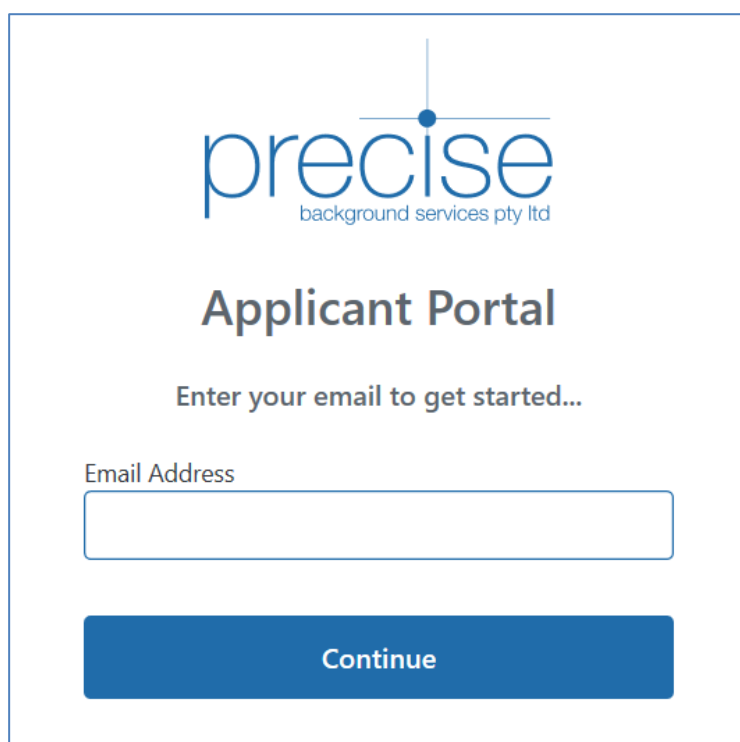 precise
background services pty ltd
Applicant Portal
Enter your email to get started...
Email Address
Continue